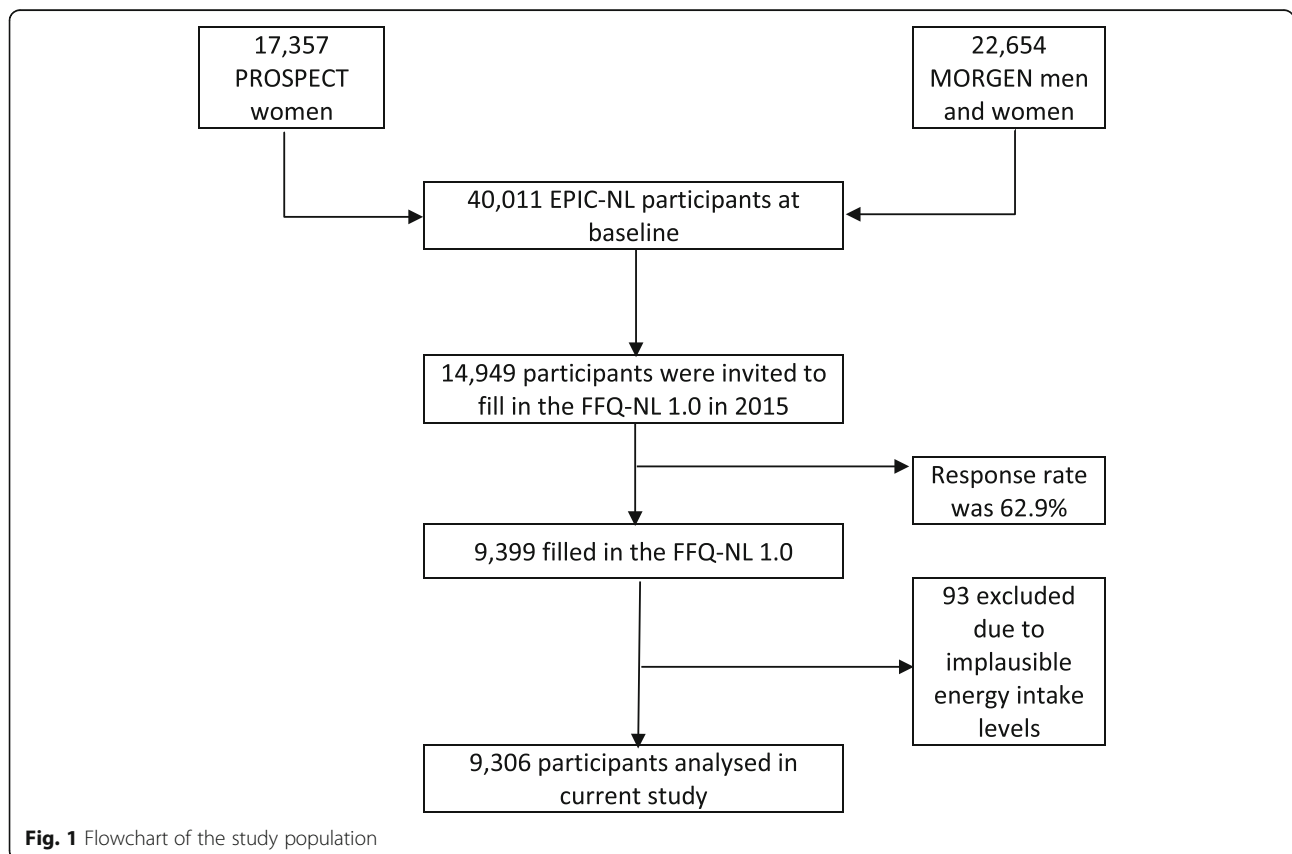 17,357
PROSPECT
women
22,654
MORGEN men
and women
40,011 EPIC-NL participants at
baseline
14,949 participants were invited to
fill in the FFQ-NL 1.0 in 2015
Response rate
was 62.9%
9,399 filled in the FFQ-NL 1.0
93 excluded
due to
implausible
energy intake
levels
9,306 participants analysed in
current study
Fig. 1 Flowchart of the study population